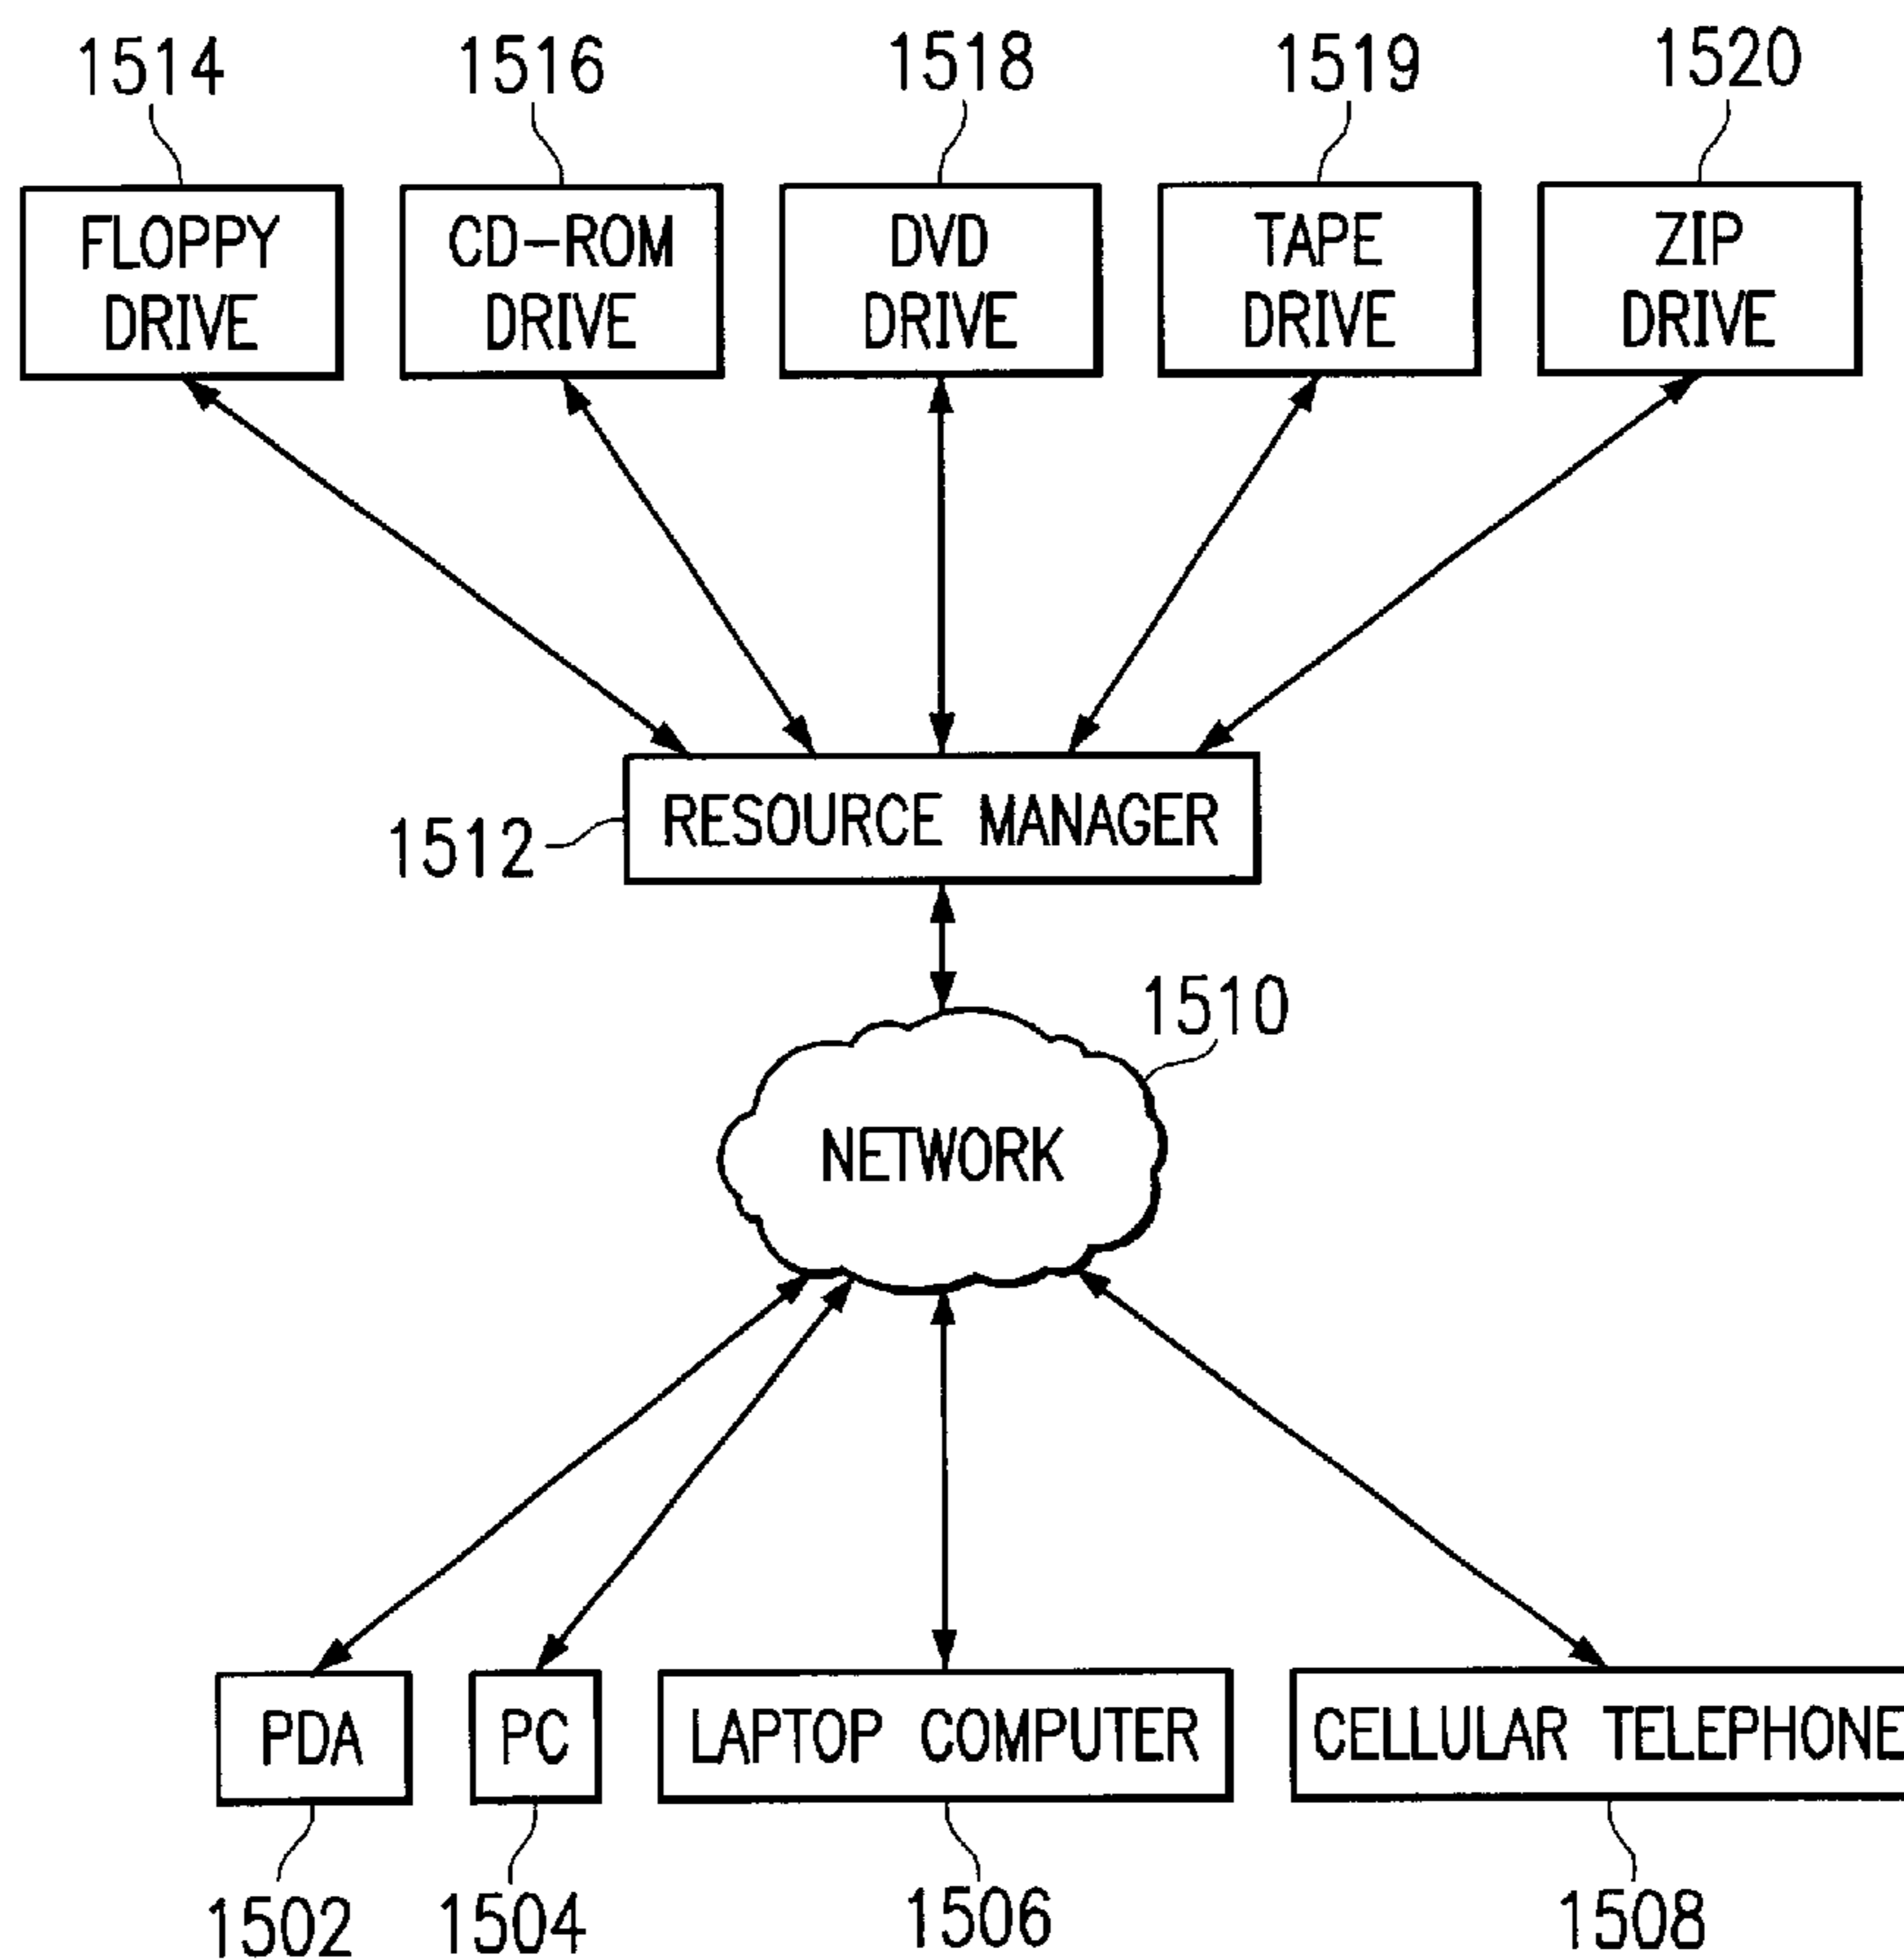 1514
1516
1518
1519
1520
FLOPPY
DRIVE
CD-ROM
DRIVE
DVD
DRIVE
TAPE
DRIVE
ZIP
DRIVE
1512
RESOURCE MANAGER
1510
NETWORK
PDA
PC
LAPTOP COMPUTER
CELLULAR TELEPHONE
1502
1504
1506
1508